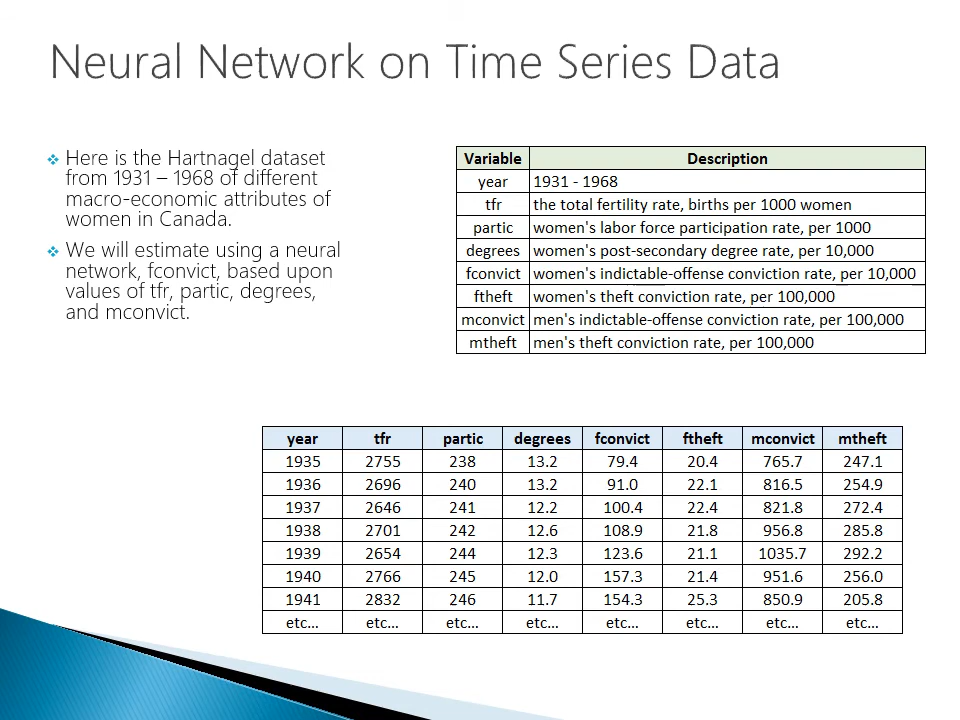 Neural Network on Time Series Data
❖ Here is the Hartnagel dataset
from 1931 – 1968 of different
macro-economic attributes of
women in Canada.
❖ We will estimate using a neural
network, fconvict, based upon
values of tfr, partic, degrees,
and mconvict.
Variable Description
year 1931 - 1968
tfr the total fertility rate, births per 1000 women
partic women's labor force participation rate, per 1000
degrees women's post-secondary degree rate, per 10,000
fconvict women's indictable-offense conviction rate, per 10,000
ftheft women's theft conviction rate, per 100,000
mconvict men's indictable-offense conviction rate, per 100,000
mtheft men's theft conviction rate, per 100,000
year tfr partic degrees fconvict ftheft mconvict mtheft
1935 2755 238 13.2 79.4 20.4 765.7 247.1
1936 2696 240 13.2 91.0 22.1 816.5 254.9
1937 2646 241 12.2 100.4 22.4 821.8 272.4
1938 2701 242 12.6 108.9 21.8 956.8 285.8
1939 2654 244 12.3 123.6 21.1 1035.7 292.2
1940 2766 245 12.0 157.3 21.4 951.6 256.0
1941 2832 246 11.7 154.3 25.3 850.9 205.8
etc... etc... etc... etc... etc... etc... etc... etc...